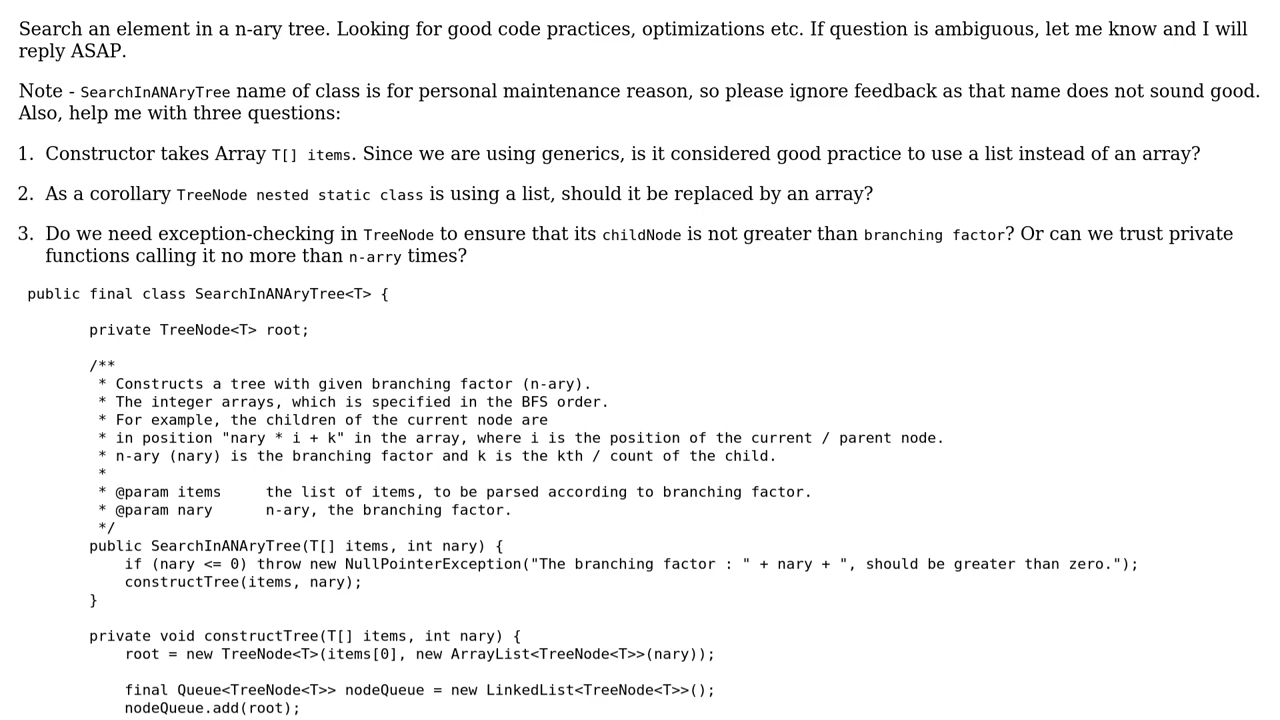 Search an element in a n-ary tree. Looking for good code practices, optimizations etc. If question is ambiguous, let me know and I will
reply ASAP.
Note - SearchInANAryTree name of class is for personal maintenance reason, so please ignore feedback as that name does not sound good.
Also, help me with three questions:
1. Constructor takes Array T[] items. Since we are using generics, is it considered good practice to use a list instead of an array?
2. As a corollary TreeNode nested static class is using a list, should it be replaced by an array?
3. Do we need exception-checking in TreeNode to ensure that its childNode is not greater than branching factor? Or can we trust private
functions calling it no more than n-arry times?
public final class SearchInANAryTree<T> {
private TreeNode<T> root;
/**
* Constructs a tree with given branching factor (n-ary).
* The integer arrays, which is specified in the BFS order.
* For example, the children of the current node are
* in position "nary * i + k" in the array, where i is the position of the current / parent node.
* n-ary (nary) is the branching factor and k is the kth / count of the child.
*
* @param items     the list of items, to be parsed according to branching factor.
* @param nary      n-ary, the branching factor.
*/
public SearchInANAryTree(T[] items, int nary) {
if (nary <= 0) throw new NullPointerException("The branching factor : " + nary + ", should be greater than zero.");
constructTree(items, nary);
}
private void constructTree(T[] items, int nary) {
root = new TreeNode<T>(items[0], new ArrayList<TreeNode<T>>(nary));
final Queue<TreeNode<T>> nodeQueue = new LinkedList<TreeNode<T>>();
nodeQueue.add(root);